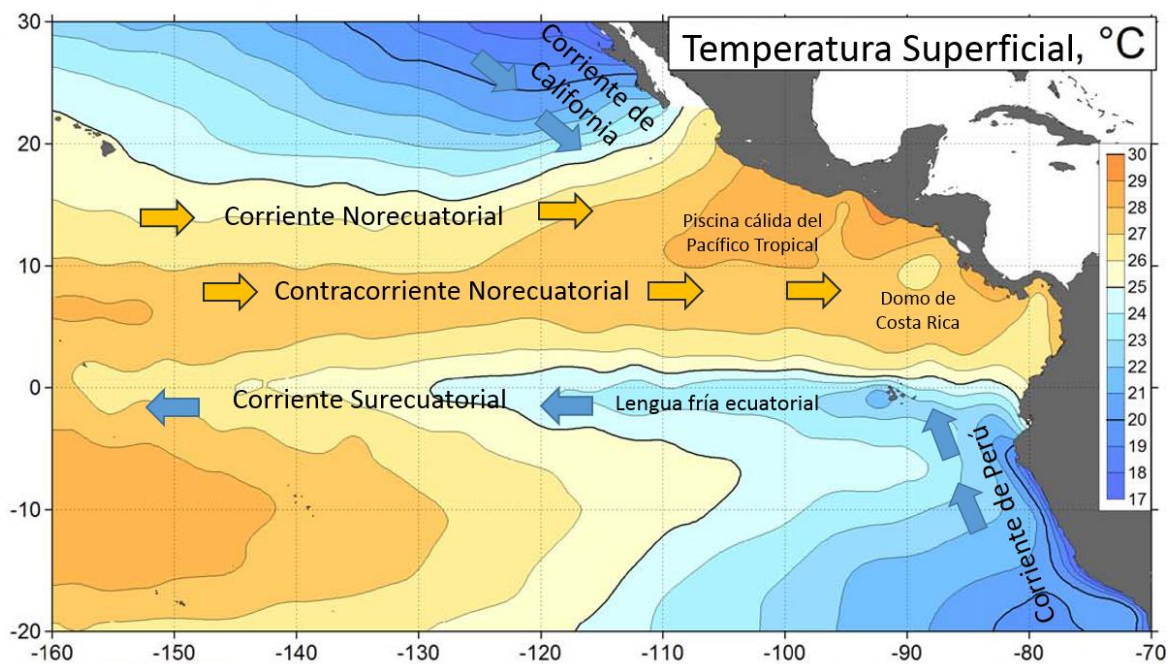 Temperatura Superficial, °C
Corriente de
California
Corriente Norecuatorial
Piscina cálida del
Pacífico Tropical
Contracorriente Norecuatorial
Domo de
Costa Rica
Corriente Surecuatorial
Lengua fría ecuatorial
Corriente de Perú
30
20
10
0
-10
-20
-160
-150
-140
-130
-120
-110
-100
-90
-80
-70
30
29
28
27
26
25
24
23
22
21
20
19
18
17